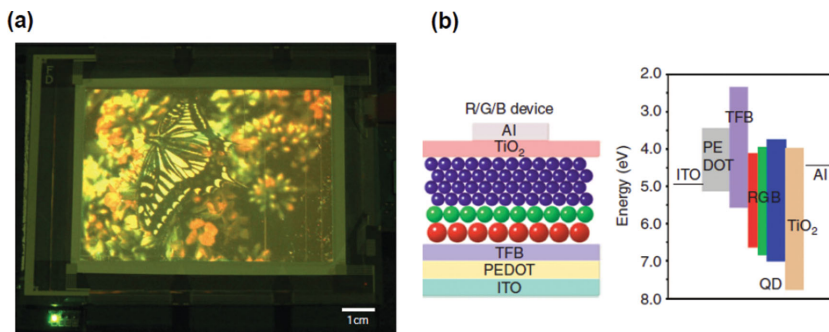 (a)
F
D
1cm
(b)
R/G/B device
Al
TiO2
TFB
PEDOT
ITO
Energy (eV)
2.0
3.0
4.0
5.0
6.0
7.0
8.0
ITO
PE
DOT
TFB
RGB
QD
TiO2
Al